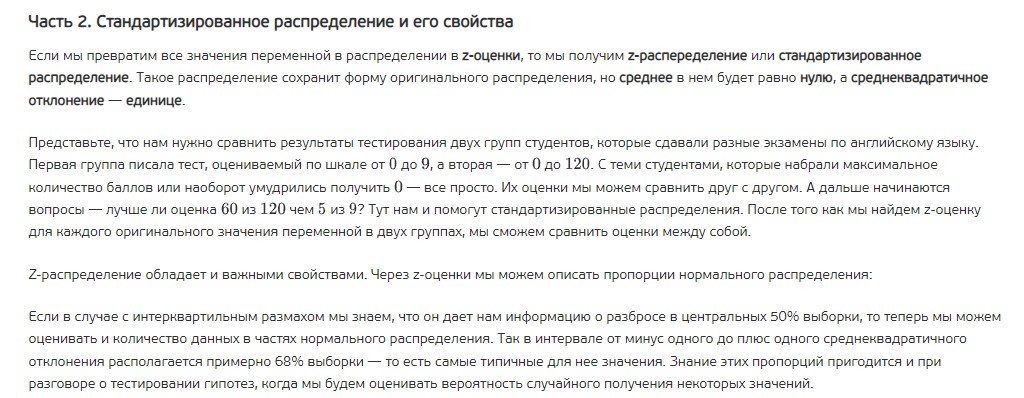 Часть 2. Стандартизированное распределение и его свойства
Если мы превратим все значения переменной в распределении в z-оценки, то мы получим z-распеределение или стандартизированное
распределение. Такое распределение сохранит форму оригинального распределения, но среднее в нем будет равно нулю, а среднеквадратичное
отклонение — единице.
Представьте, что нам нужно сравнить результаты тестирования двух групп студентов, которые сдавали разные экзамены по английскому языку.
Первая группа писала тест, оцениваемый по шкале от 0 до 9, а вторая — от 0 до 120. С теми студентами, которые набрали максимальное
количество баллов или наоборот умудрились получить 0 — все просто. Их оценки мы можем сравнить друг с другом. А дальше начинаются
вопросы — лучше ли оценка 60 из 120 чем 5 из 9? Тут нам и помогут стандартизированные распределения. После того как мы найдем z-оценку
для каждого оригинального значения переменной в двух группах, мы сможем сравнить оценки между собой.
Z-распределение обладает и важными свойствами. Через z-оценки мы можем описать пропорции нормального распределения:
Если в случае с интерквартильным размахом мы знаем, что он дает нам информацию о разбросе в центральных 50% выборки, то теперь мы можем
оценивать и количество данных в частях нормального распределения. Так в интервале от минус одного до плюс одного среднеквадратичного
отклонения располагается примерно 68% выборки — то есть самые типичные для нее значения. Знание этих пропорций пригодится и при
разговоре о тестировании гипотез, когда мы будем оценивать вероятность случайного получения некоторых значений.